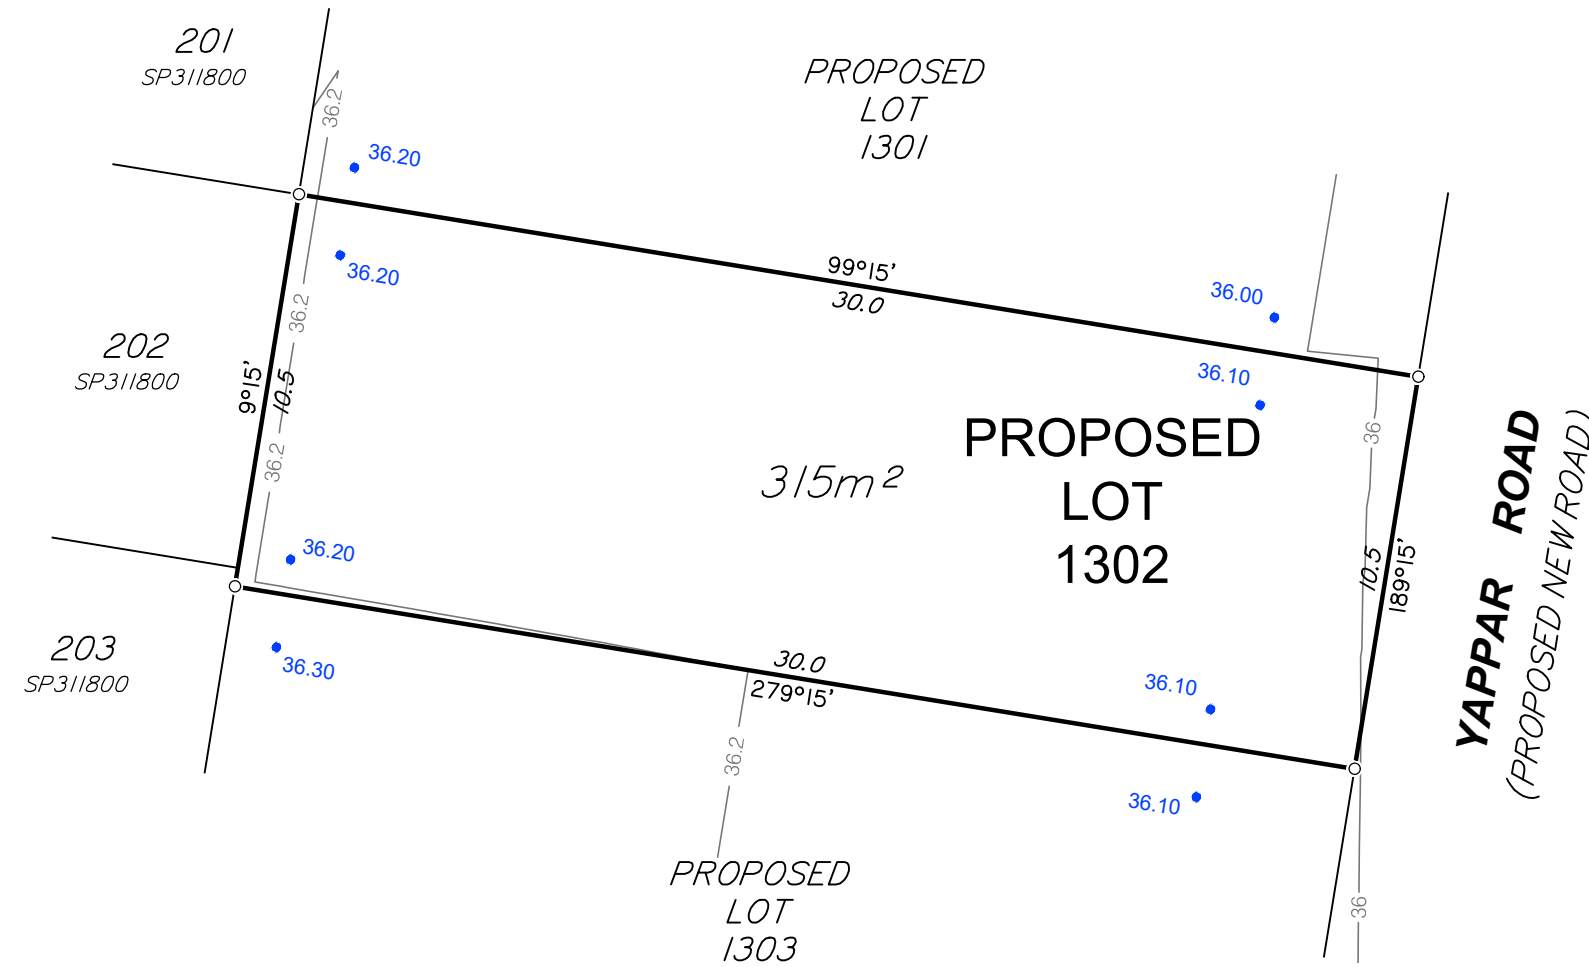 201
SP311800
PROPOSED
LOT
1301
36.2
36.20
36.20
99°15'
30.0
36.00
36.10
36.2
202
SP311800
9°15'
10.5
36.2
36
PROPOSED
LOT
1302
315m²
YAPPAR ROAD
(PROPOSED NEW ROAD)
10.5
189°15'
36.20
36.30
203
SP311800
30.0
279°15'
36.10
36.10
36.2
PROPOSED
LOT
1303
36